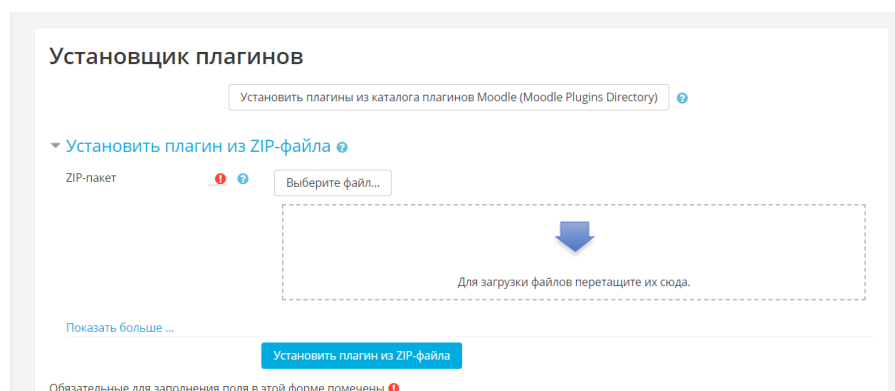 Установщик плагинов
Установить плагины из каталога плагинов Moodle (Moodle Plugins Directory)
Установить плагин из ZIP-файла
ZIP-пакет
Выберите файл...
Для загрузки файлов перетащите их сюда.
Показать больше ...
Установить плагин из ZIP-файла
Обязательные для заполнения поля в этой форме помечены